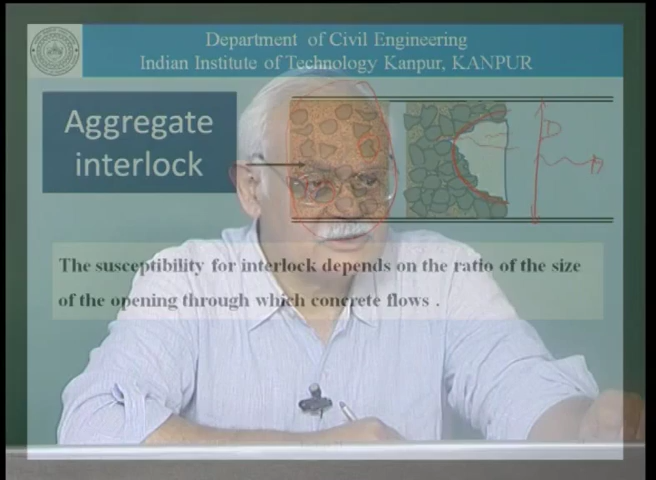 Department of Civil Engineering
Indian Institute of Technology Kanpur, KANPUR
Aggregate
interlock
D
The susceptibility for interlock depends on the ratio of the size
of the opening through which concrete flows .